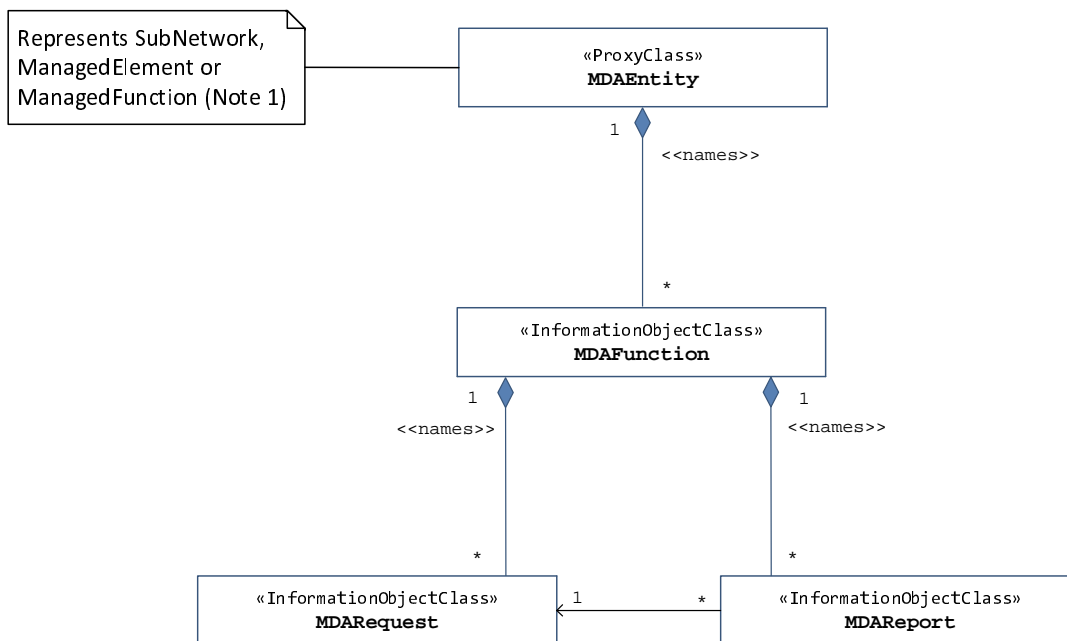 Represents SubNetwork,
ManagedElement or
ManagedFunction (Note 1)
«ProxyClass»
MDAEntity
1
<<names>>
*
«InformationObjectClass»
MDAFunction
1
<<names>>
1
<<names>>
*
*
«InformationObjectClass»
MDARequest
1
*
«InformationObjectClass»
MDAReport